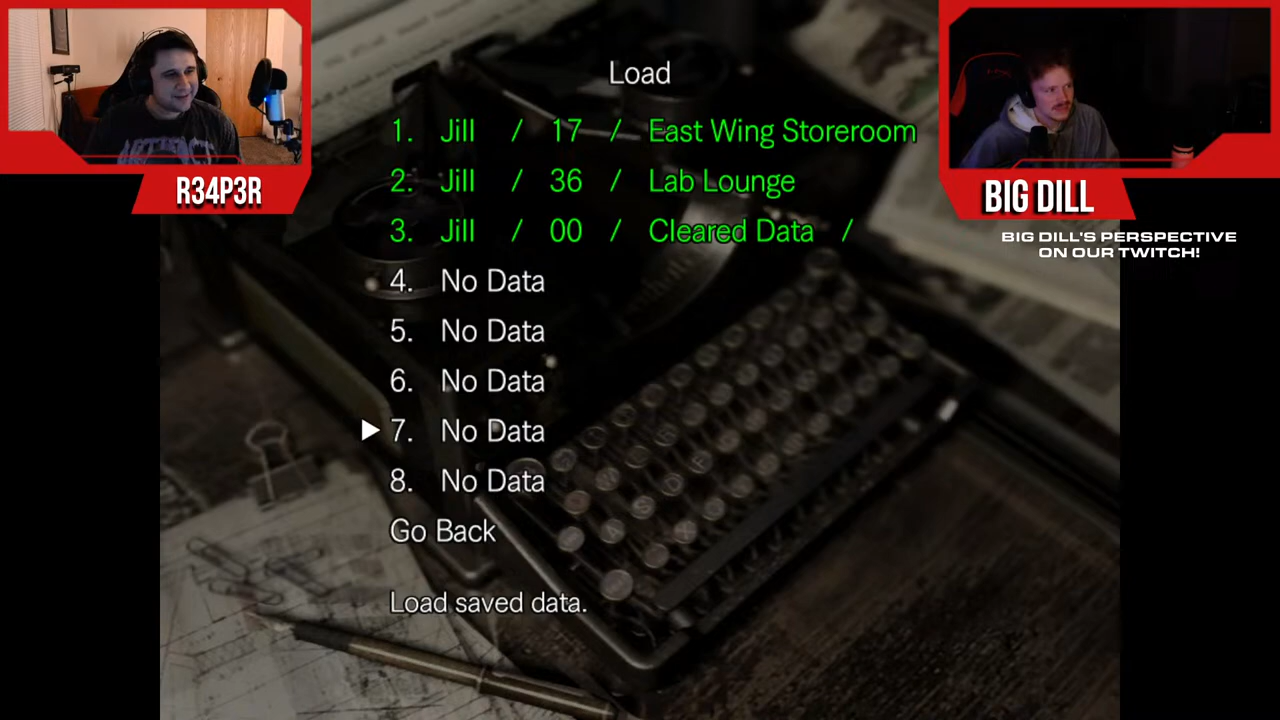 Load
1. Jill / 17 / East Wing Storeroom
2. Jill / 36 / Lab Lounge
3. Jill / 00 / Cleared Data /
4. No Data
5. No Data
6. No Data
7. No Data
8. No Data
Go Back
Load saved data.
R34P3R
BIG DILL
BIG DILL'S PERSPECTIVE
ON OUR TWITCH!